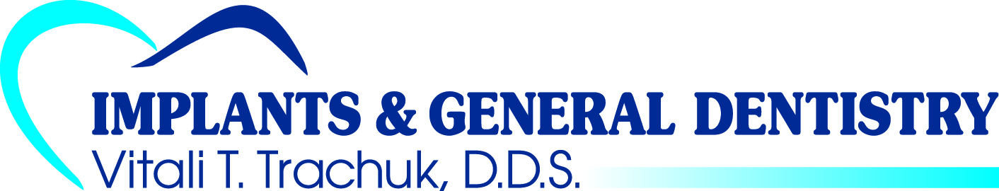 IMPLANTS & GENERAL DENTISTRY
Vitali T. Trachuk, D.D.S.